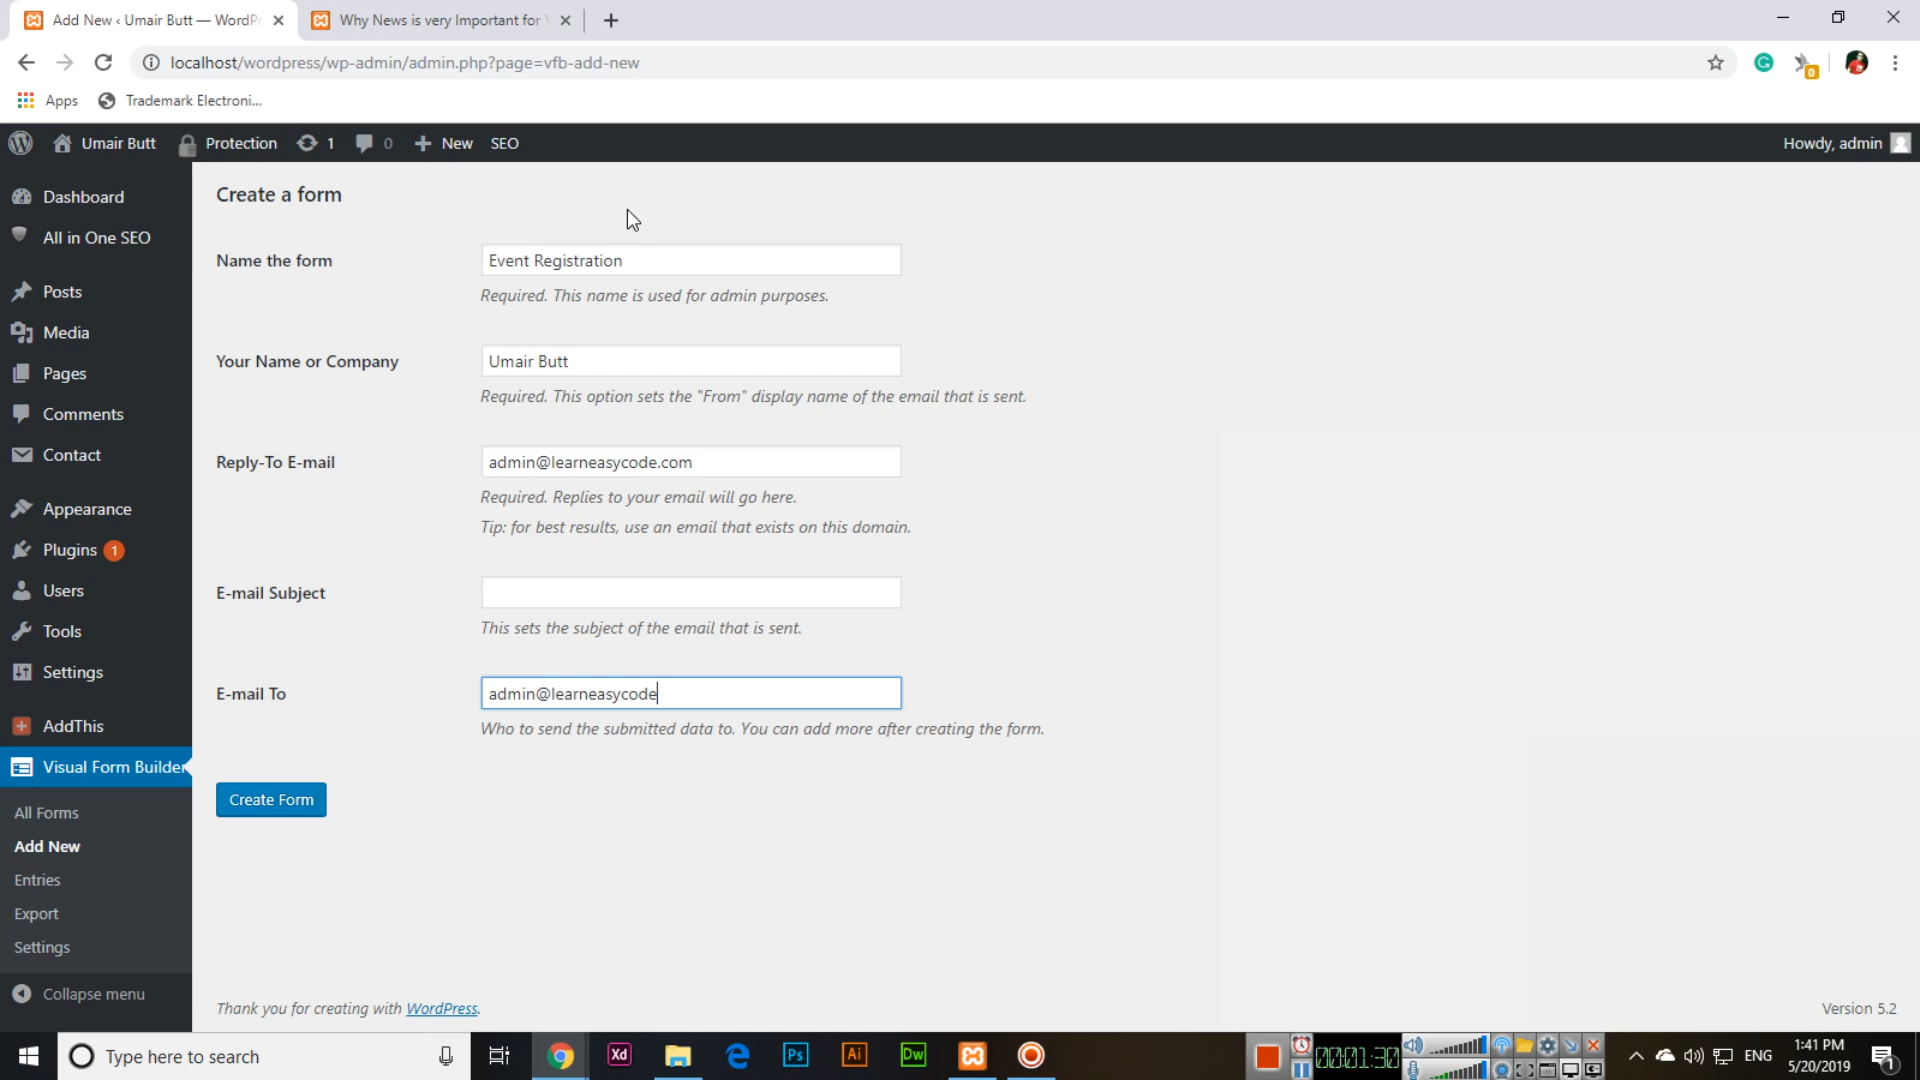 Add New ‹ Umair Butt — WordP
Why News is very Important for
localhost/wordpress/wp-admin/admin.php?page=vfb-add-new
0
Apps
Trademark Electroni...
Umair Butt
Protection
1
0
New
SEO
Howdy, admin
Dashboard
All in One SEO
Posts
Media
Pages
Comments
Contact
Appearance
Plugins 1
Users
Tools
Settings
AddThis
Visual Form Builder
All Forms
Add New
Entries
Export
Settings
Collapse menu
Create a form
Name the form
Event Registration
Required. This name is used for admin purposes.
Your Name or Company
Umair Butt
Required. This option sets the "From" display name of the email that is sent.
Reply-To E-mail
admin@learneasycode.com
Required. Replies to your email will go here.
Tip: for best results, use an email that exists on this domain.
E-mail Subject
This sets the subject of the email that is sent.
E-mail To
admin@learneasycode
Who to send the submitted data to. You can add more after creating the form.
Create Form
Thank you for creating with WordPress.
Version 5.2
Type here to search
Xd
Ps
Ai
Dw
00:01:30
ENG
1:41 PM
5/20/2019
1